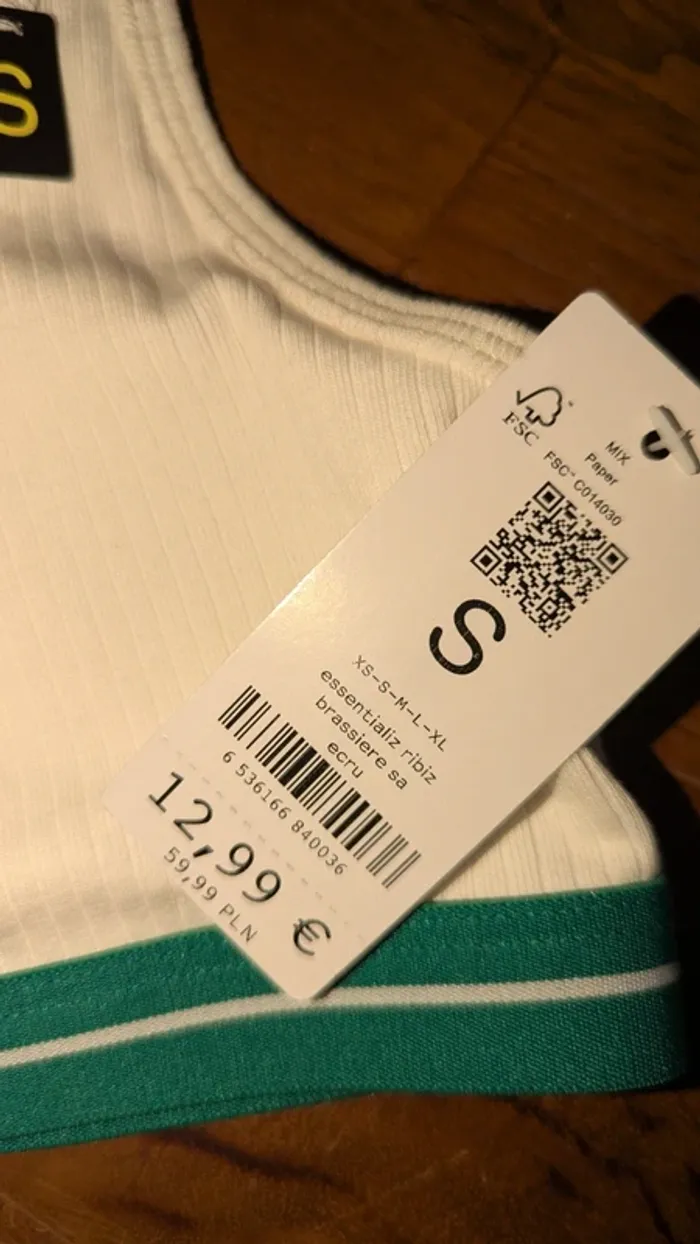 S
FSC
MIX
Paper
FSC™ C014030
S
XS-S-M-L-XL
essentializ ribiz
brassiere sa
ecru
6 536166 840036
12,99 €
59,99 PLN